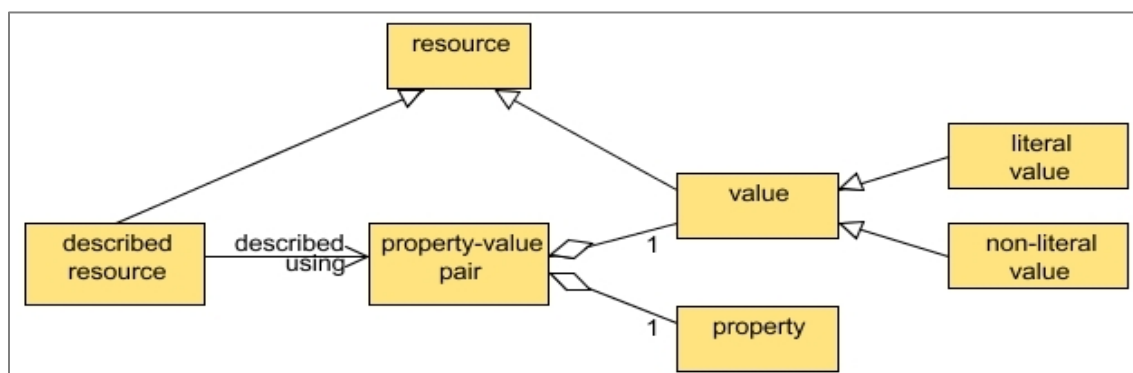 resource
literal
value
value
described
resource
described
using
property-value
pair
1
non-literal
value
1
property